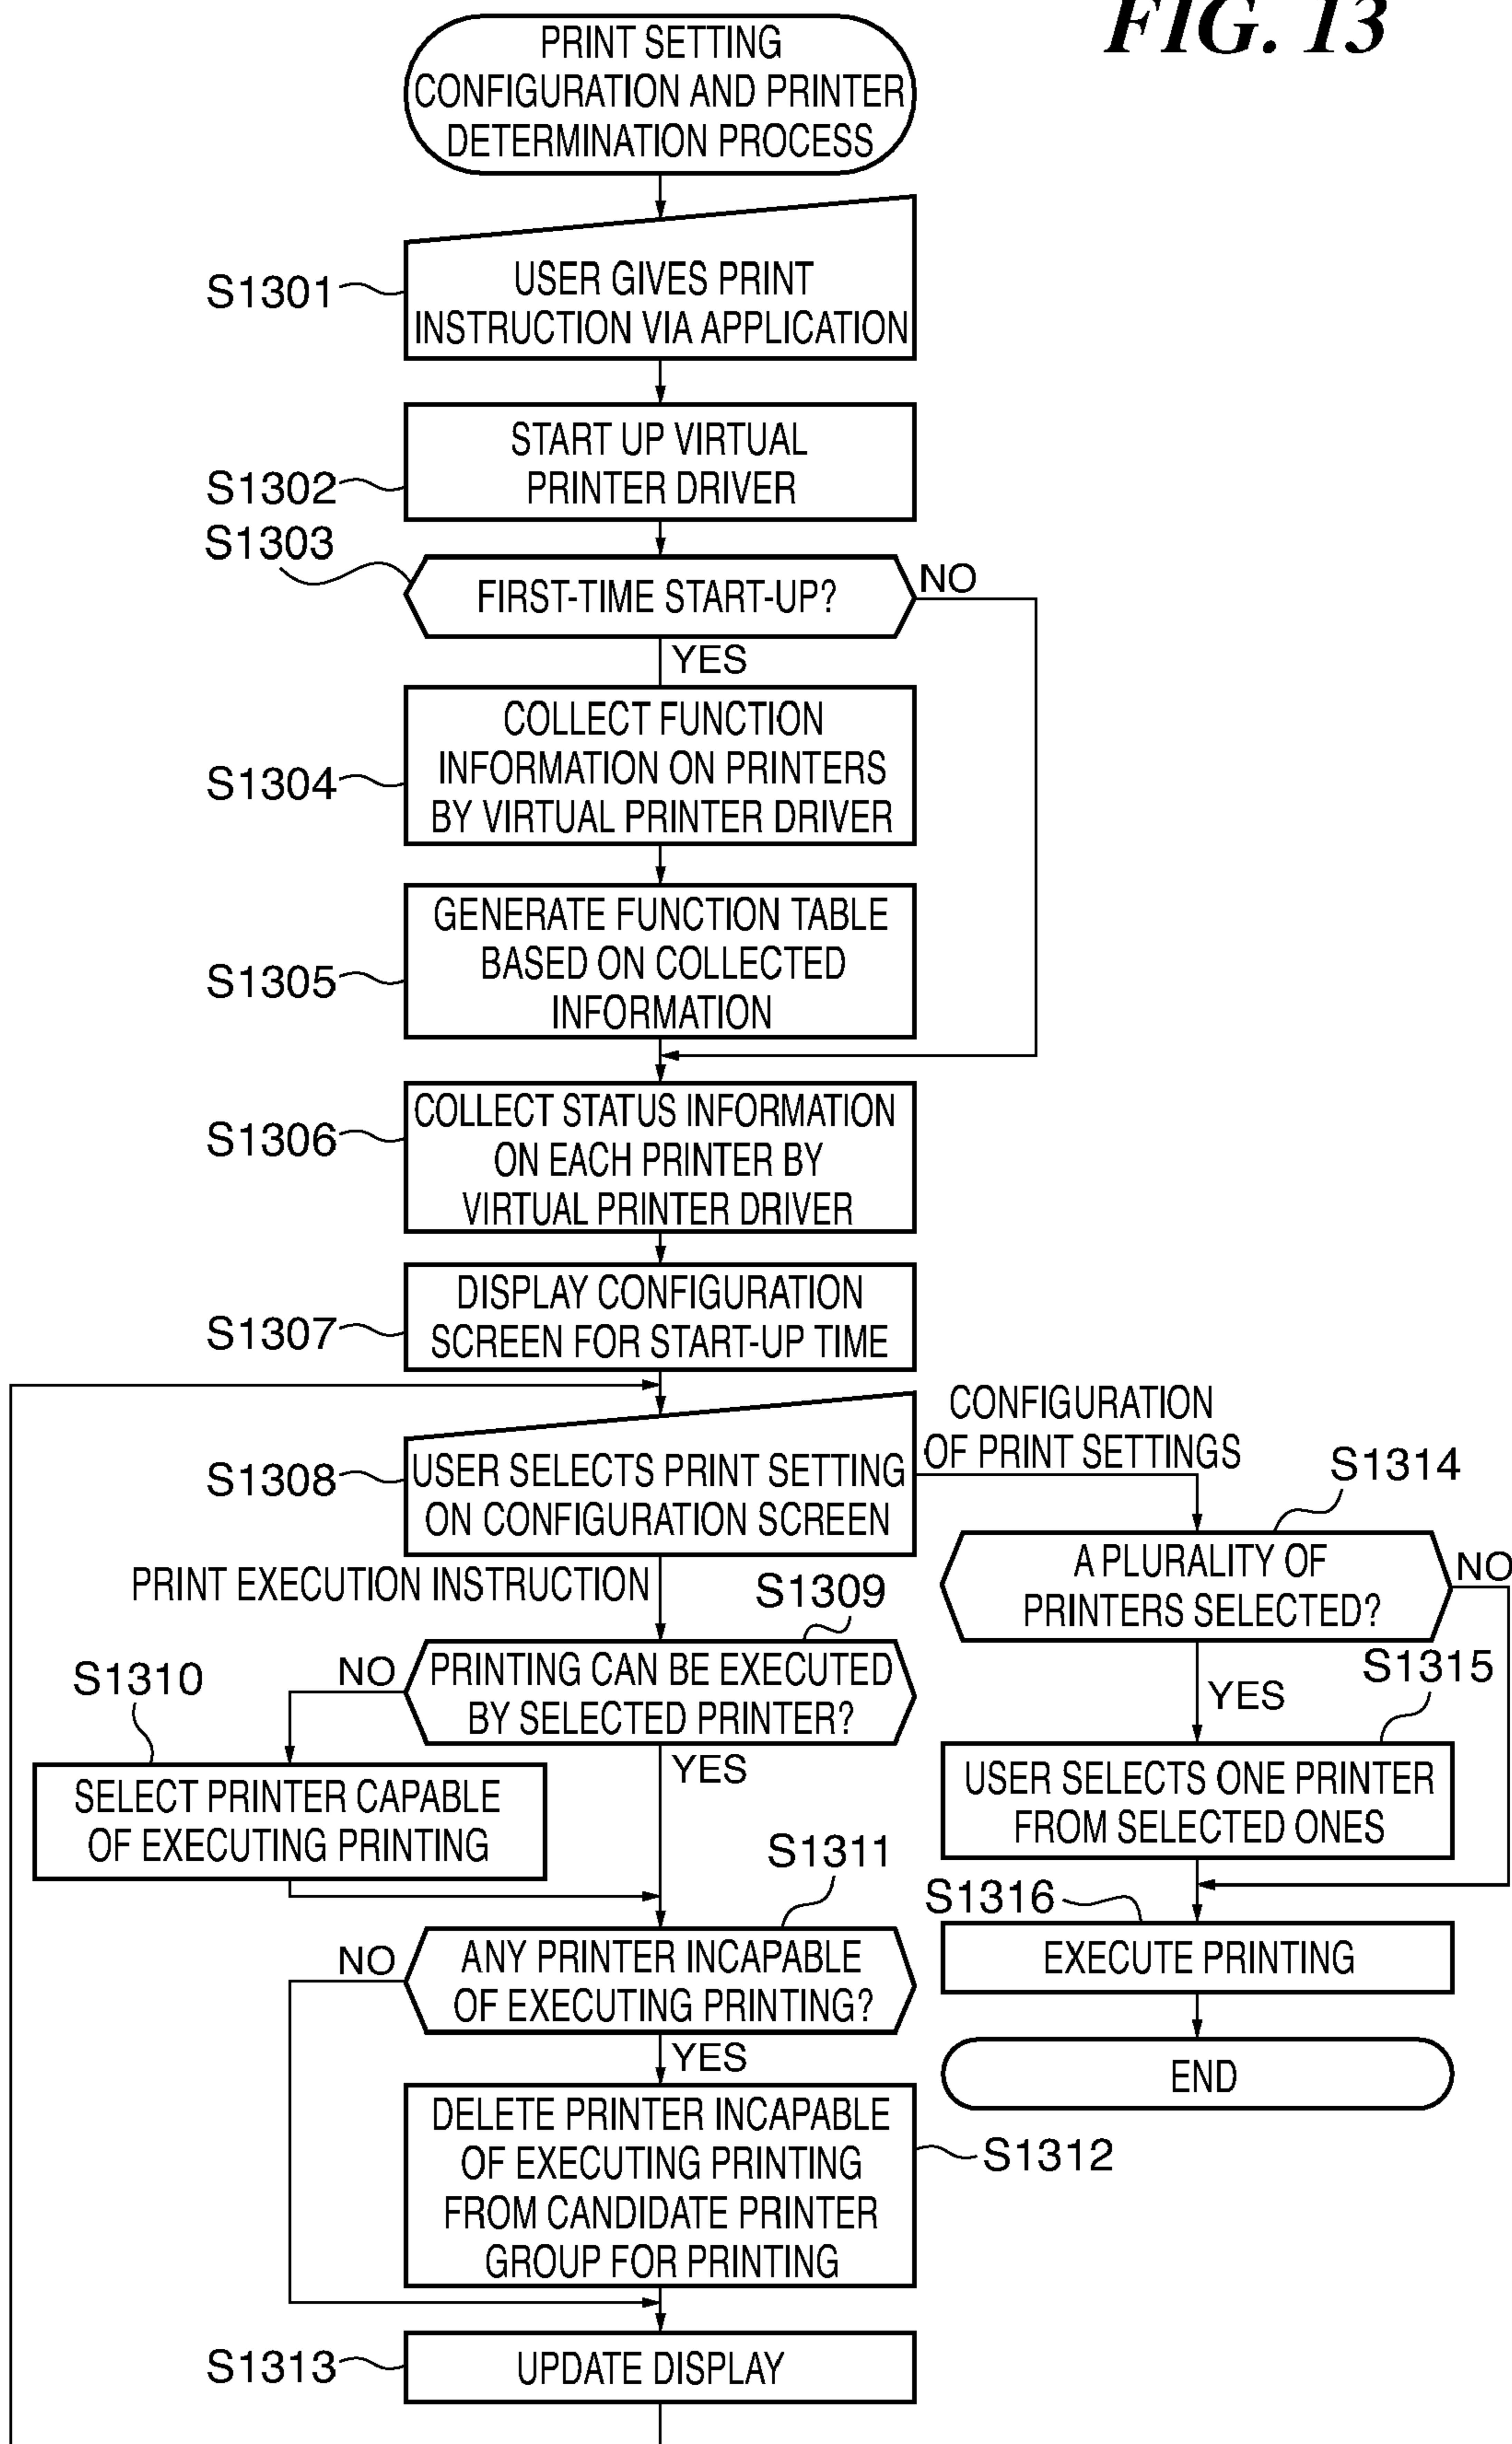 FIG. 13
PRINT SETTING
CONFIGURATION AND PRINTER
DETERMINATION PROCESS
S1301
USER GIVES PRINT
INSTRUCTION VIA APPLICATION
S1302
START UP VIRTUAL
PRINTER DRIVER
S1303
FIRST-TIME START-UP?
NO
YES
S1304
COLLECT FUNCTION
INFORMATION ON PRINTERS
BY VIRTUAL PRINTER DRIVER
S1305
GENERATE FUNCTION TABLE
BASED ON COLLECTED
INFORMATION
S1306
COLLECT STATUS INFORMATION
ON EACH PRINTER BY
VIRTUAL PRINTER DRIVER
S1307
DISPLAY CONFIGURATION
SCREEN FOR START-UP TIME
S1308
USER SELECTS PRINT SETTING
ON CONFIGURATION SCREEN
CONFIGURATION
OF PRINT SETTINGS
PRINT EXECUTION INSTRUCTION
S1309
PRINTING CAN BE EXECUTED
BY SELECTED PRINTER?
NO
YES
S1310
SELECT PRINTER CAPABLE
OF EXECUTING PRINTING
S1311
ANY PRINTER INCAPABLE
OF EXECUTING PRINTING?
NO
YES
DELETE PRINTER INCAPABLE
OF EXECUTING PRINTING
FROM CANDIDATE PRINTER
GROUP FOR PRINTING
S1312
S1313
UPDATE DISPLAY
S1314
A PLURALITY OF
PRINTERS SELECTED?
NO
YES
S1315
USER SELECTS ONE PRINTER
FROM SELECTED ONES
S1316
EXECUTE PRINTING
END